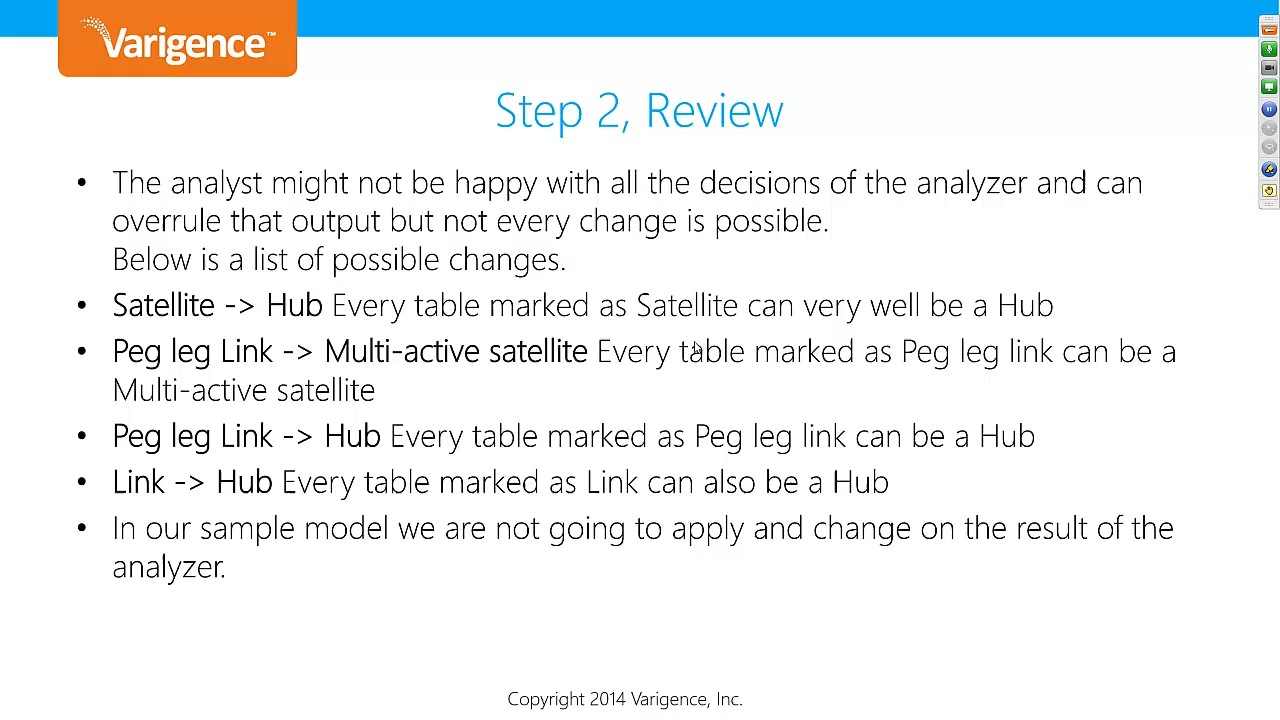 Varigence™
Step 2, Review
• The analyst might not be happy with all the decisions of the analyzer and can
overrule that output but not every change is possible.
Below is a list of possible changes.
• Satellite -> Hub Every table marked as Satellite can very well be a Hub
• Peg leg Link -> Multi-active satellite Every table marked as Peg leg link can be a
Multi-active satellite
• Peg leg Link -> Hub Every table marked as Peg leg link can be a Hub
• Link -> Hub Every table marked as Link can also be a Hub
• In our sample model we are not going to apply and change on the result of the
analyzer.
Copyright 2014 Varigence, Inc.